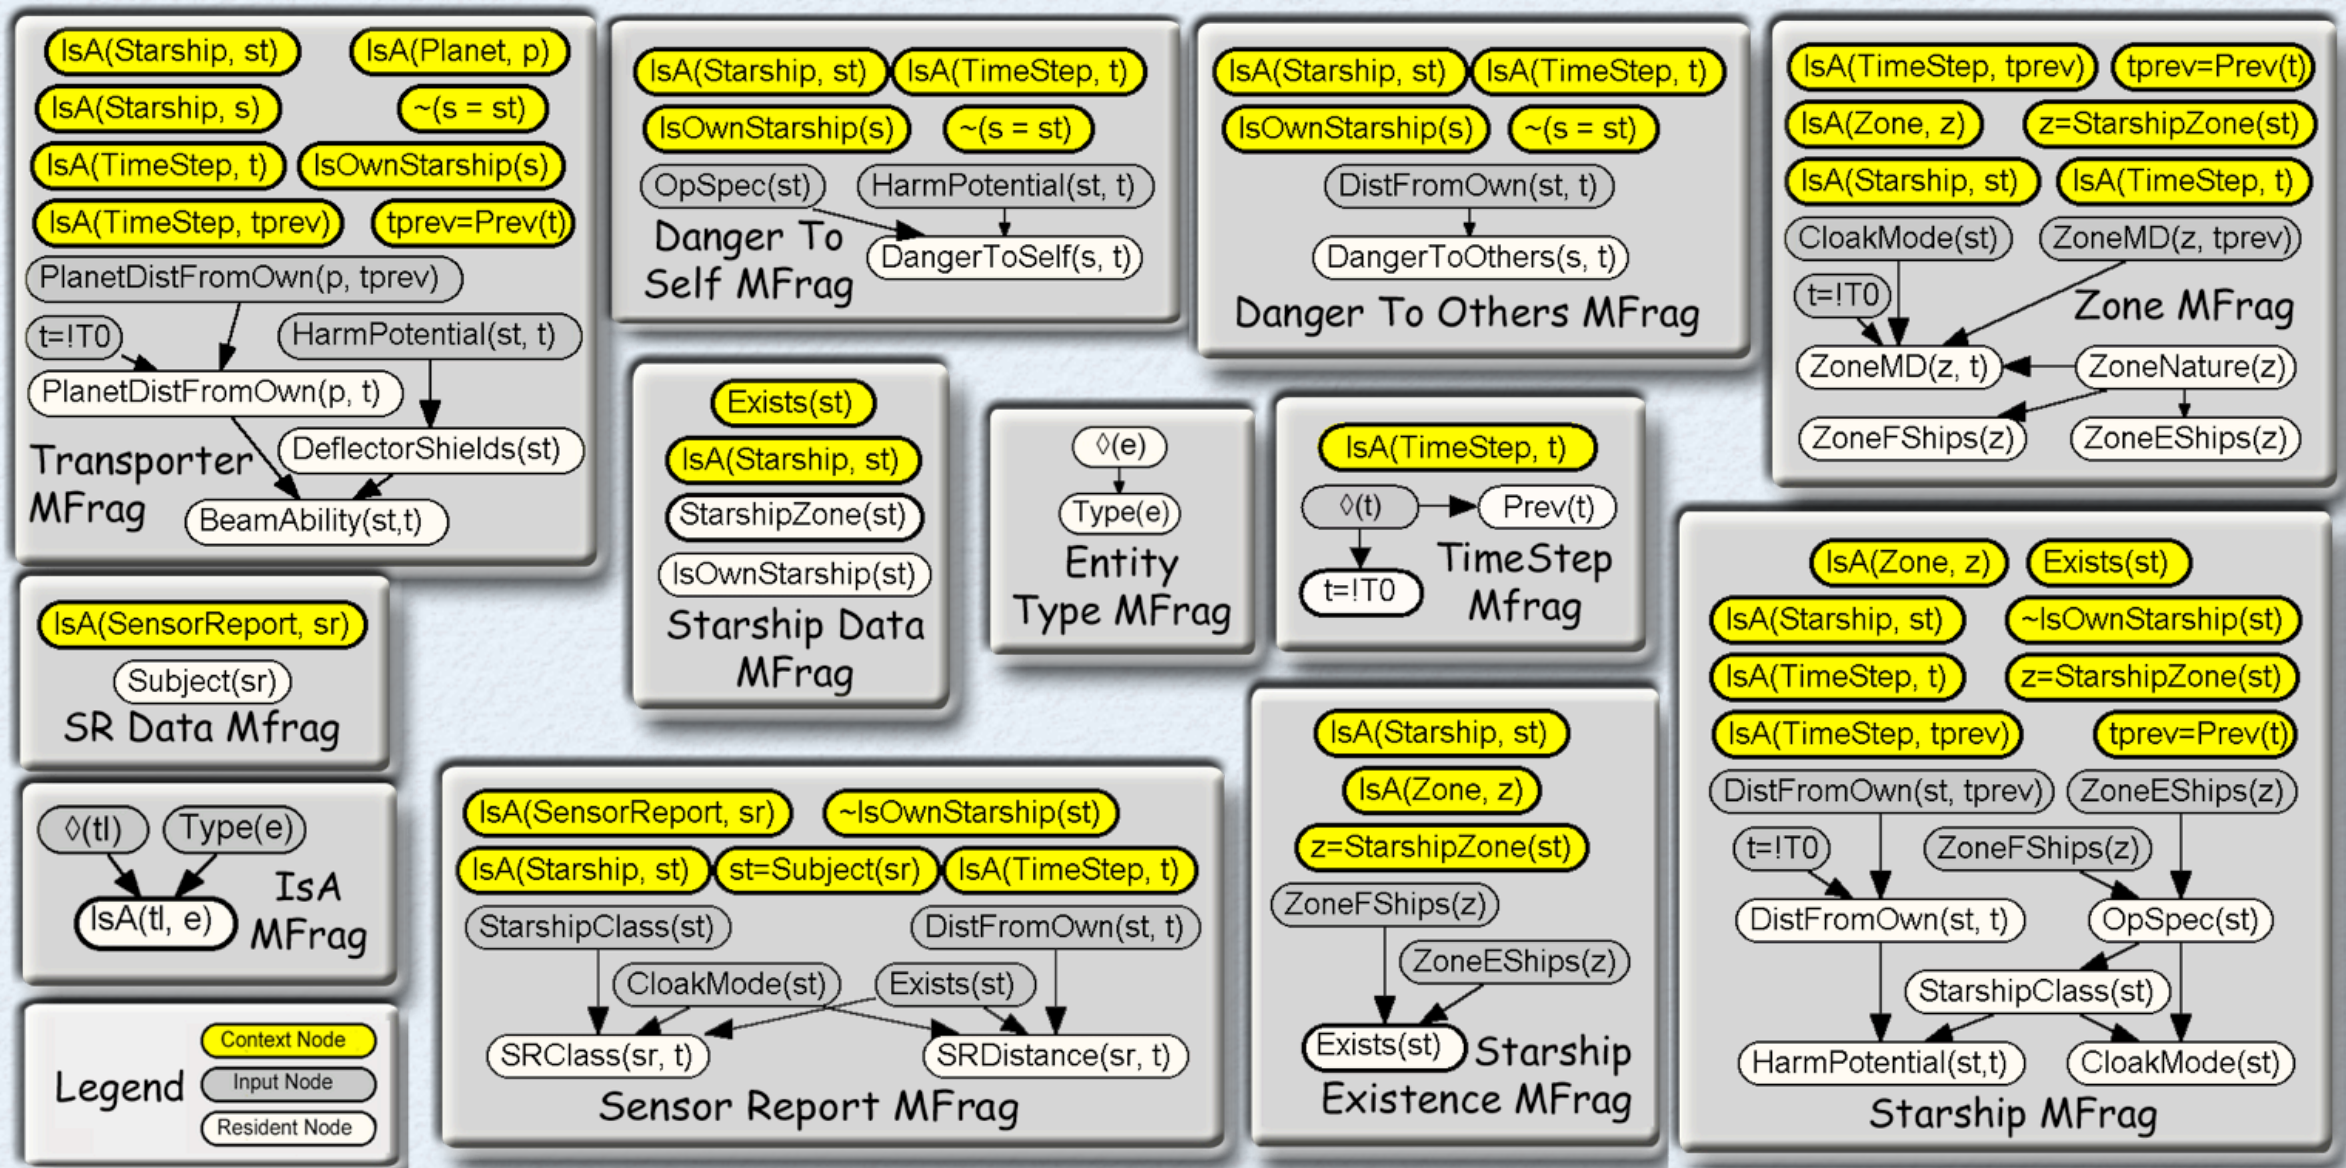 IsA(Starship, st)
IsA(Planet, p)
IsA(Starship, s)
~(s = st)
IsA(TimeStep, t)
IsOwnStarship(s)
IsA(TimeStep, tprev)
tprev=Prev(t)
PlanetDistFromOwn(p, tprev)
t=!T0
HarmPotential(st, t)
PlanetDistFromOwn(p, t)
DeflectorShields(st)
Transporter
MFrag
BeamAbility(st,t)
IsA(Starship, st)
IsA(TimeStep, t)
IsOwnStarship(s)
~(s = st)
OpSpec(st)
HarmPotential(st, t)
Danger To
Self MFrag
DangerToSelf(s, t)
IsA(Starship, st)
IsA(TimeStep, t)
IsOwnStarship(s)
~(s = st)
DistFromOwn(st, t)
DangerToOthers(s, t)
Danger To Others MFrag
IsA(TimeStep, tprev)
tprev=Prev(t)
IsA(Zone, z)
z=StarshipZone(st)
IsA(Starship, st)
IsA(TimeStep, t)
CloakMode(st)
ZoneMD(z, tprev)
t=!T0
Zone MFrag
ZoneMD(z, t)
ZoneNature(z)
ZoneFShips(z)
ZoneEShips(z)
Exists(st)
IsA(Starship, st)
StarshipZone(st)
IsOwnStarship(st)
Starship Data
MFrag
◊(e)
Type(e)
Entity
Type MFrag
IsA(TimeStep, t)
◊(t)
Prev(t)
t=!T0
TimeStep
Mfrag
IsA(SensorReport, sr)
Subject(sr)
SR Data Mfrag
◊(tl)
Type(e)
IsA(tl, e)
IsA
MFrag
Legend
Context Node
Input Node
Resident Node
IsA(SensorReport, sr)
~IsOwnStarship(st)
IsA(Starship, st)
st=Subject(sr)
IsA(TimeStep, t)
StarshipClass(st)
DistFromOwn(st, t)
CloakMode(st)
Exists(st)
SRClass(sr, t)
SRDistance(sr, t)
Sensor Report MFrag
IsA(Starship, st)
IsA(Zone, z)
z=StarshipZone(st)
ZoneFShips(z)
ZoneEShips(z)
Exists(st)
Starship
Existence MFrag
IsA(Zone, z)
Exists(st)
IsA(Starship, st)
~IsOwnStarship(st)
IsA(TimeStep, t)
z=StarshipZone(st)
IsA(TimeStep, tprev)
tprev=Prev(t)
DistFromOwn(st, tprev)
ZoneEShips(z)
t=!T0
ZoneFShips(z)
DistFromOwn(st, t)
OpSpec(st)
StarshipClass(st)
HarmPotential(st,t)
CloakMode(st)
Starship MFrag